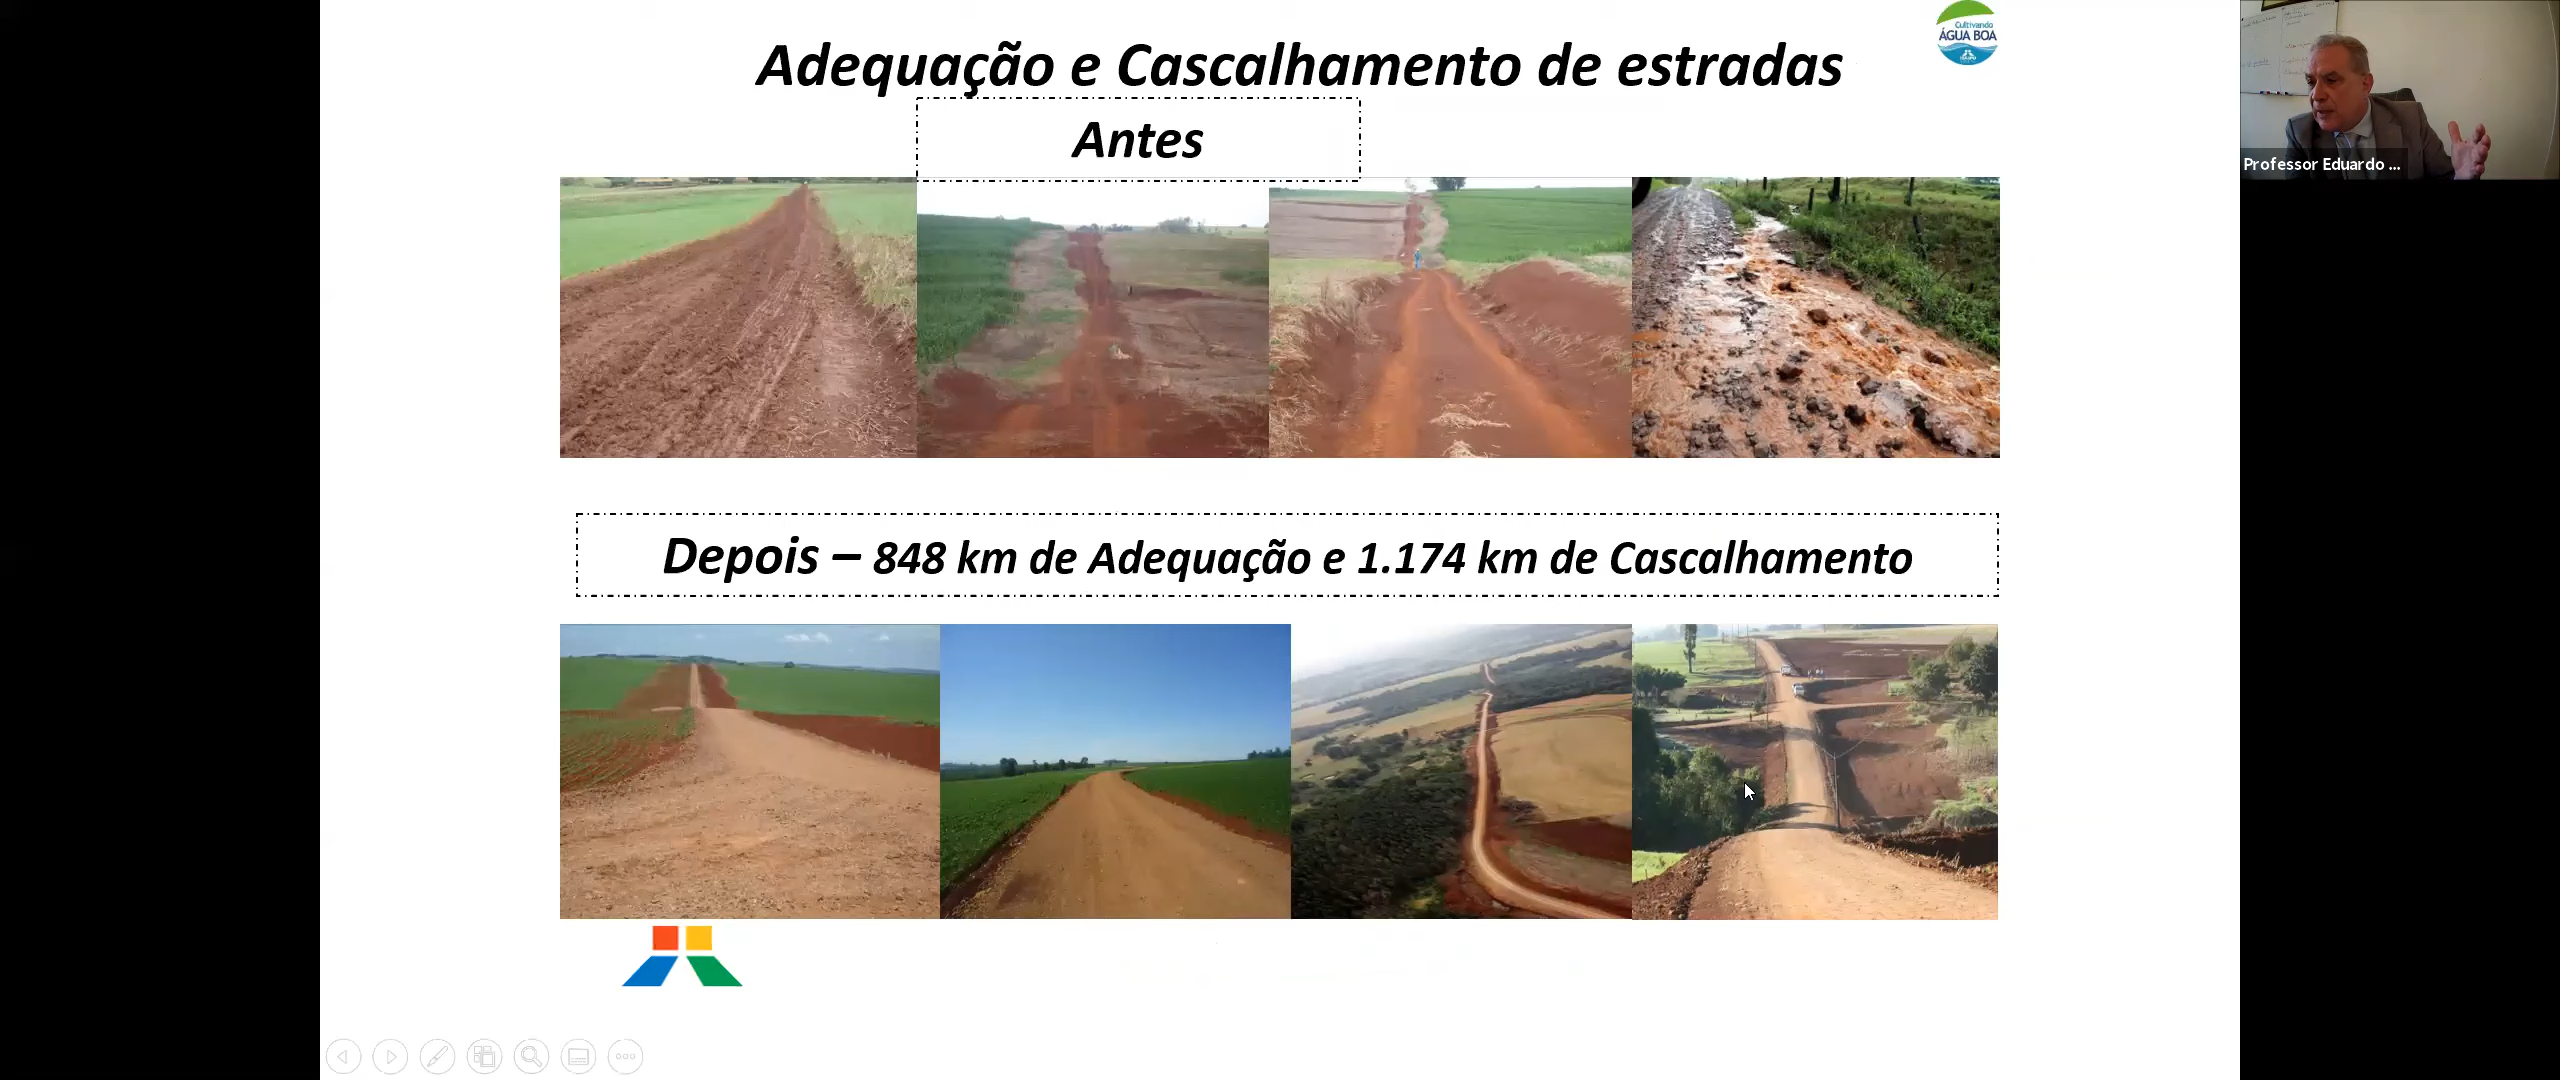 Adequação e Cascalhamento de estradas
Cultivando
ÁGUA BOA
Antes
Professor Eduardo ...
Depois – 848 km de Adequação e 1.174 km de Cascalhamento